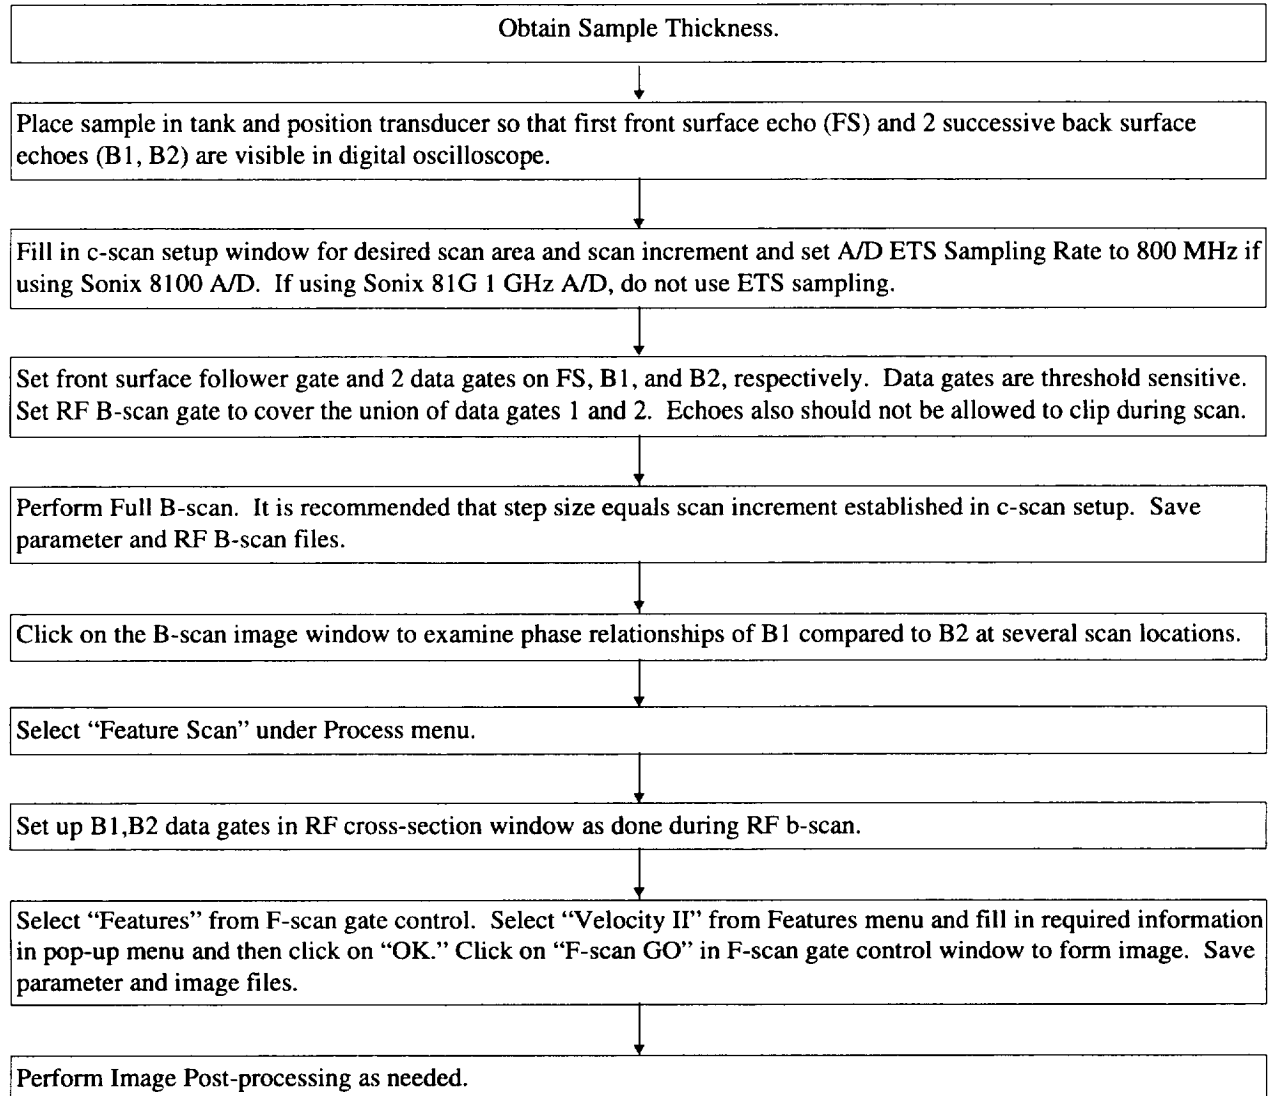 Obtain Sample Thickness.
Place sample in tank and position transducer so that first front surface echo (FS) and 2 successive back surface
echoes (B1, B2) are visible in digital oscilloscope.
Fill in c-scan setup window for desired scan area and scan increment and set A/D ETS Sampling Rate to 800 MHz if
using Sonix 8100 A/D.  If using Sonix 81G 1 GHz A/D, do not use ETS sampling.
Set front surface follower gate and 2 data gates on FS, B1, and B2, respectively.  Data gates are threshold sensitive.
Set RF B-scan gate to cover the union of data gates 1 and 2.  Echoes also should not be allowed to clip during scan.
Perform Full B-scan.  It is recommended that step size equals scan increment established in c-scan setup.  Save
parameter and RF B-scan files.
Click on the B-scan image window to examine phase relationships of B1 compared to B2 at several scan locations.
Select “Feature Scan” under Process menu.
Set up B1,B2 data gates in RF cross-section window as done during RF b-scan.
Select “Features” from F-scan gate control.  Select “Velocity II” from Features menu and fill in required information
in pop-up menu and then click on “OK.” Click on “F-scan GO” in F-scan gate control window to form image.  Save
parameter and image files.
Perform Image Post-processing as needed.